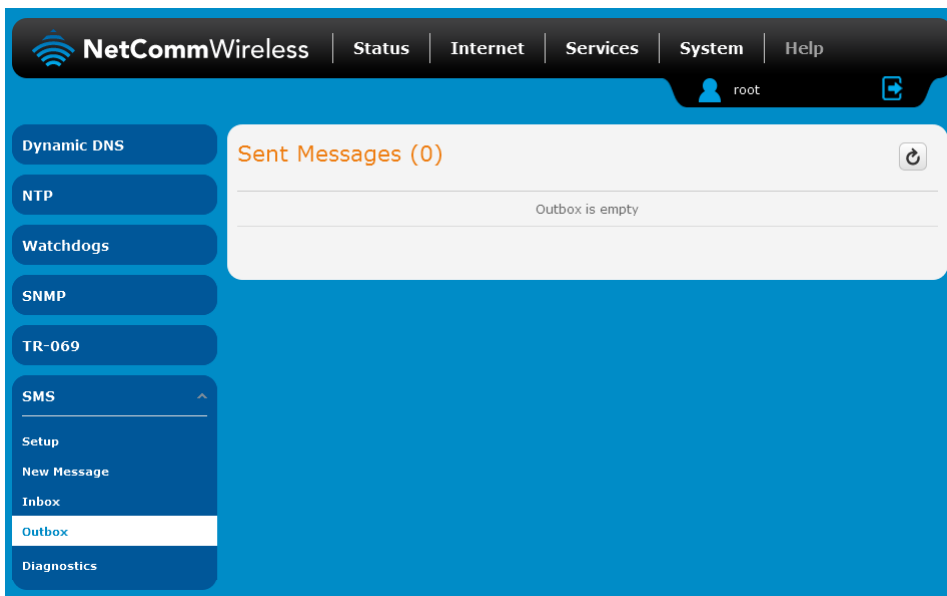 NetCommWireless
Status
Internet
Services
System
Help
root
Dynamic DNS
NTP
Watchdogs
SNMP
TR-069
SMS
Setup
New Message
Inbox
Outbox
Diagnostics
Sent Messages (0)
Outbox is empty